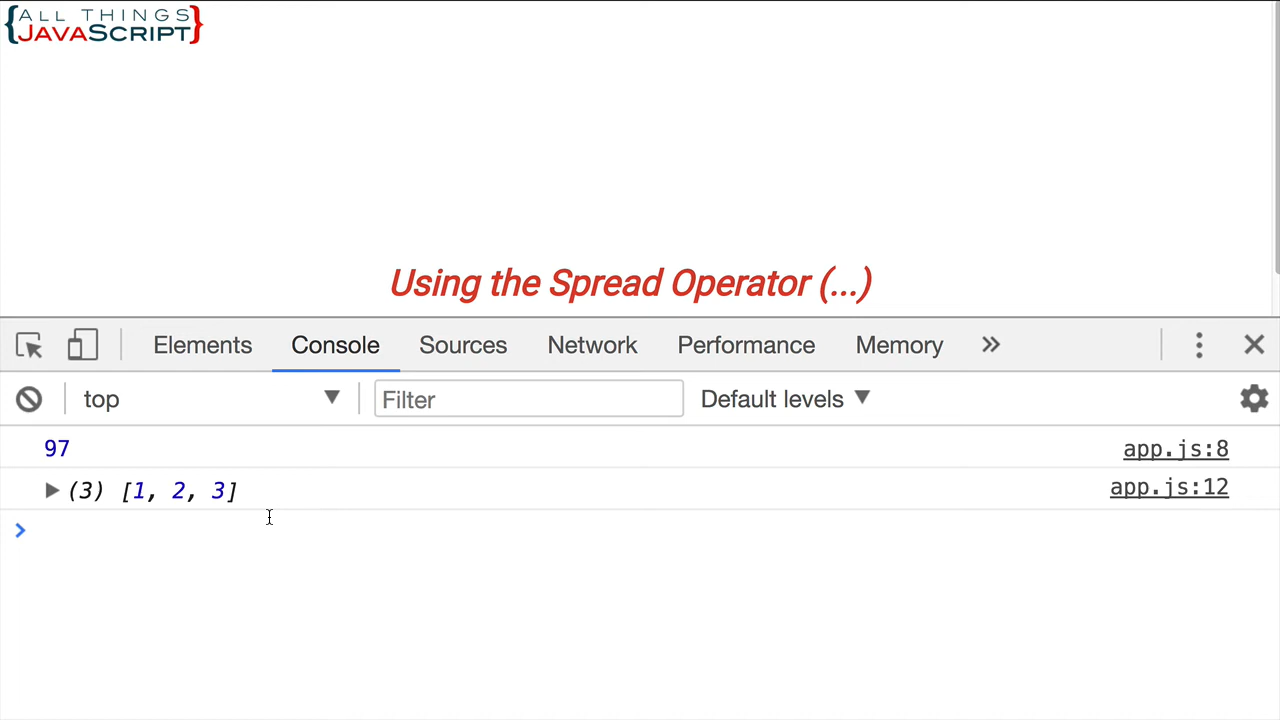 {ALL THINGS
JAVASCRIPT}
Using the Spread Operator (...)
Elements Console Sources Network Performance Memory »
top Filter Default levels
97 app.js:8
(3) [1, 2, 3] app.js:12